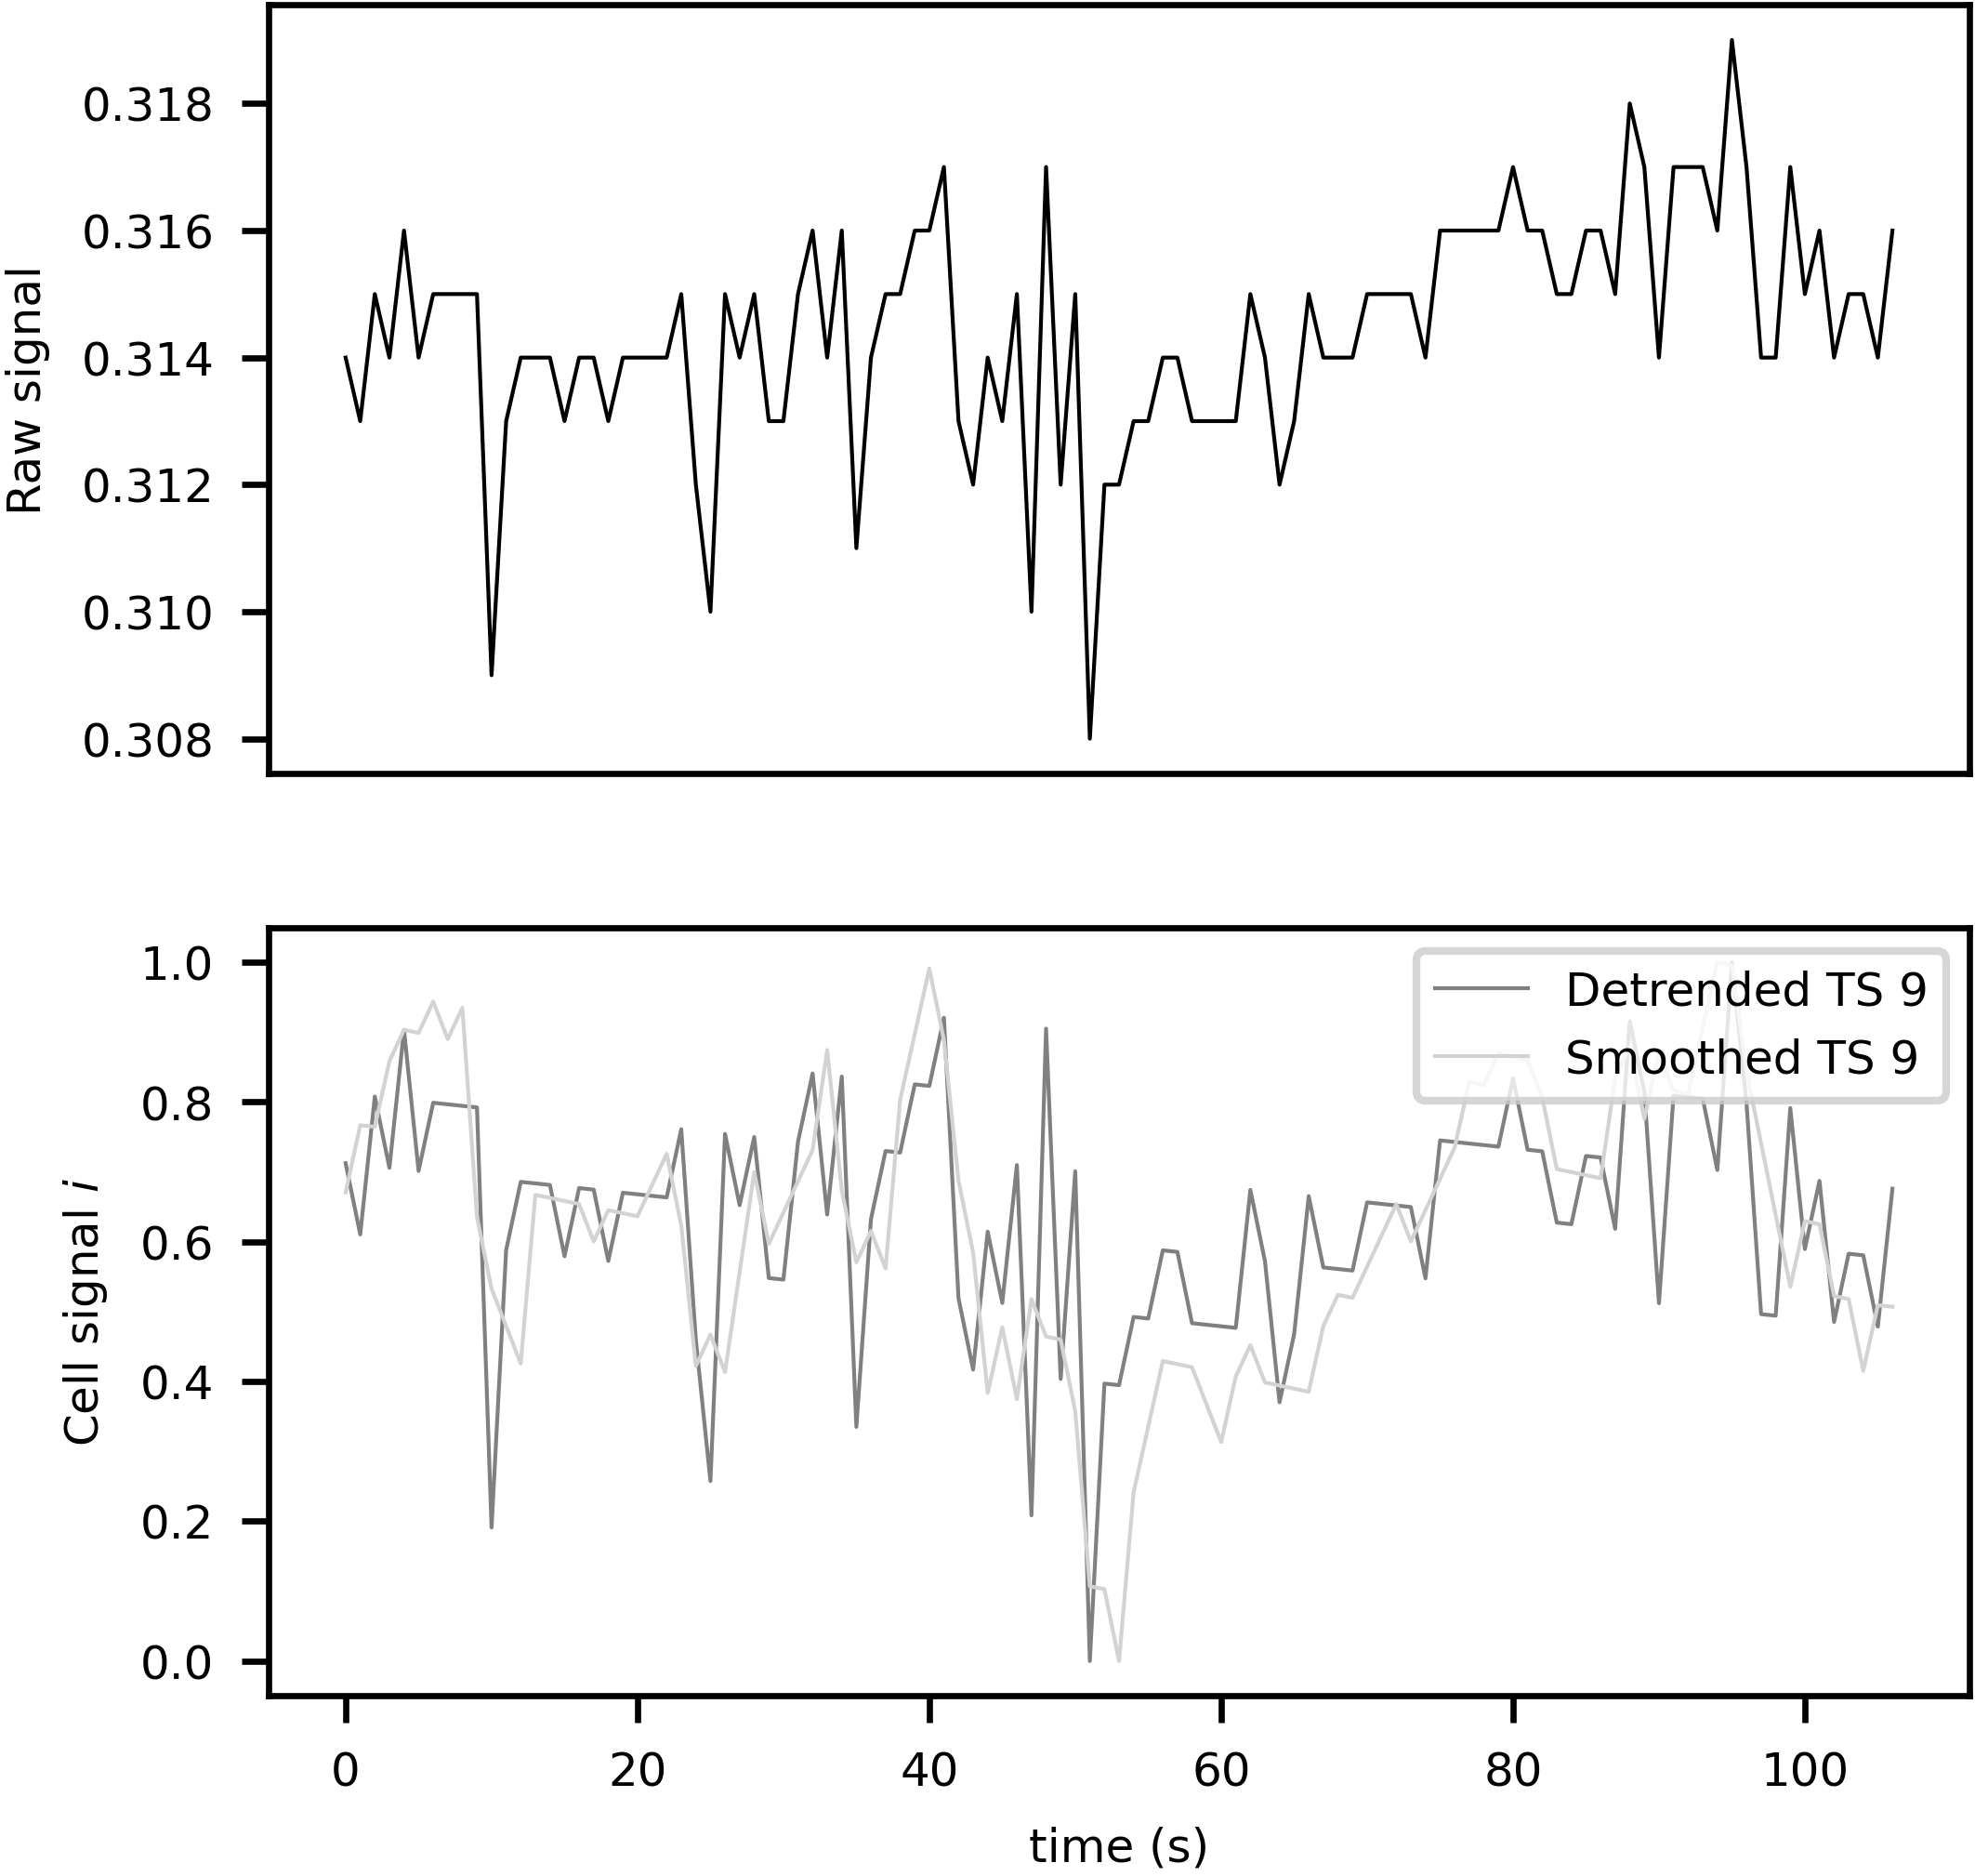 Raw signal
0.318
0.316
0.314
0.312
0.310
0.308
Cell signal i
1.0
0.8
0.6
0.4
0.2
0.0
Detrended TS 9
Smoothed TS 9
0 20 40 60 80 100
time (s)